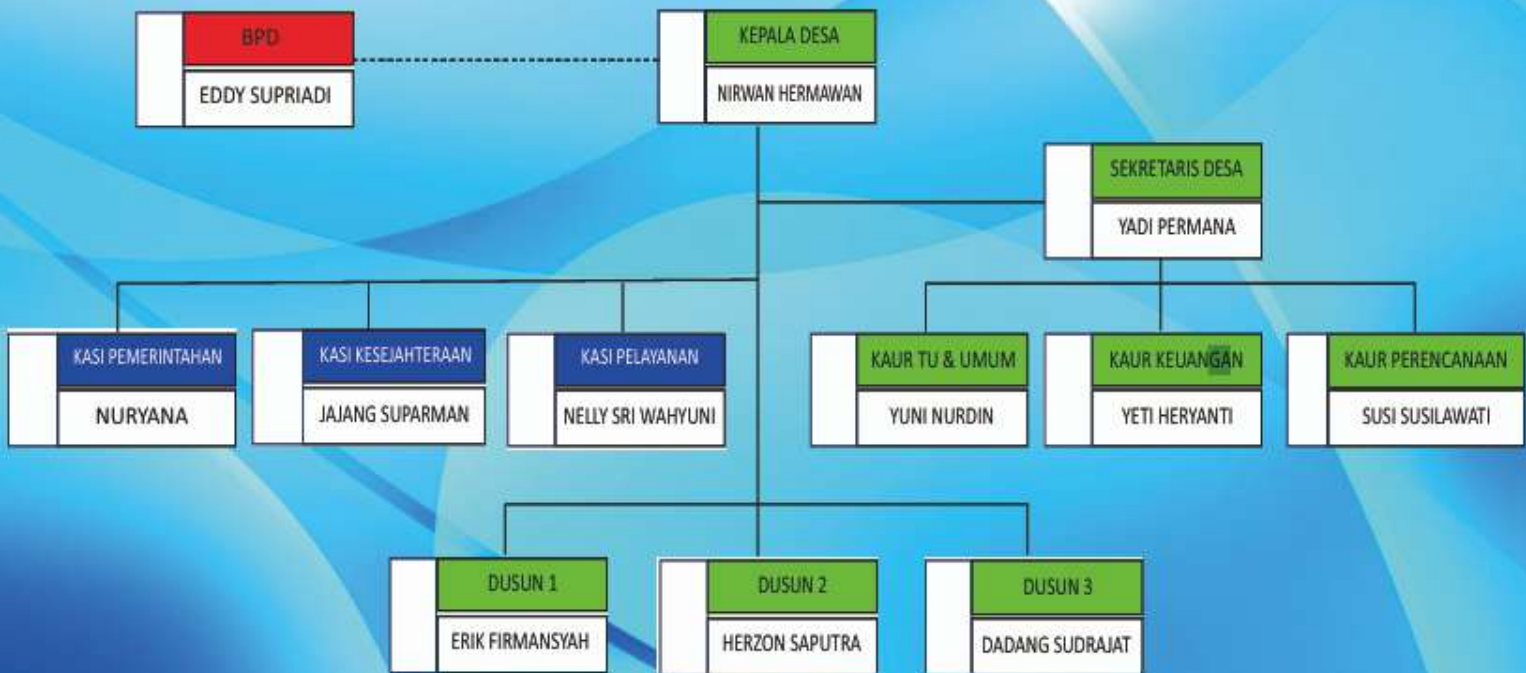 BPD
EDDY SUPRIADI
KEPALA DESA
NIRWAN HERMAWAN
SEKRETARIS DESA
YADI PERMANA
KASI PEMERINTAHAN
NURYANA
KASI KESEJAHTERAAN
JAJANG SUPARMAN
KASI PELAYANAN
NELLY SRI WAHYUNI
KAUR TU & UMUM
YUNI NURDIN
KAUR KEUANGAN
YETI HERYANTI
KAUR PERENCANAAN
SUSI SUSILAWATI
DUSUN 1
ERIK FIRMANSYAH
DUSUN 2
HERZON SAPUTRA
DUSUN 3
DADANG SUDRAJAT